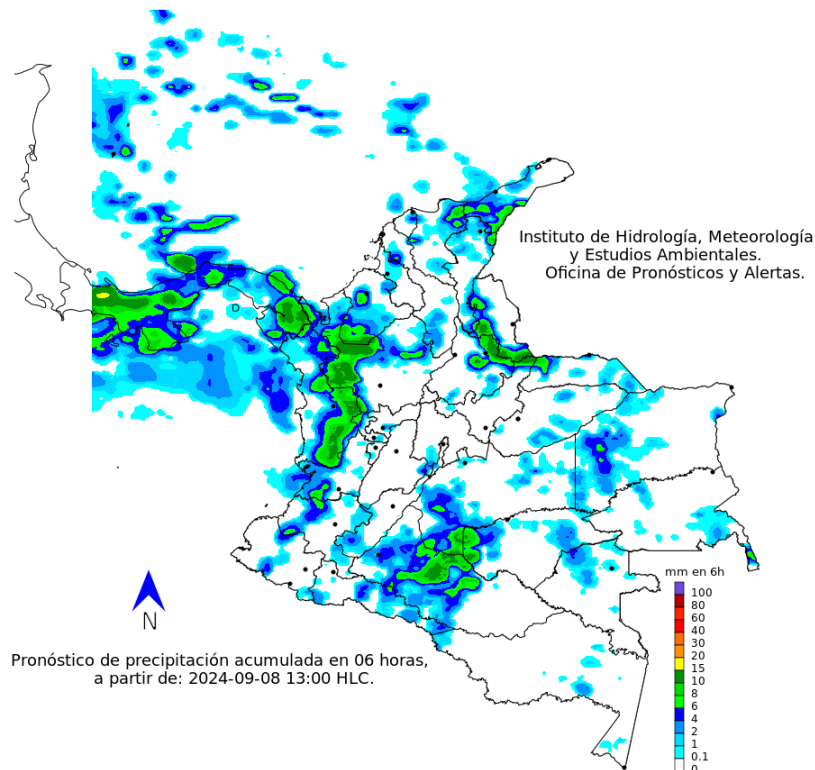 Instituto de Hidrología, Meteorología
y Estudios Ambientales.
Oficina de Pronósticos y Alertas.
mm en 6h
100
80
60
40
30
20
15
10
8
6
4
2
1
0.1
0
N
Pronóstico de precipitación acumulada en 06 horas,
a partir de: 2024-09-08 13:00 HLC.